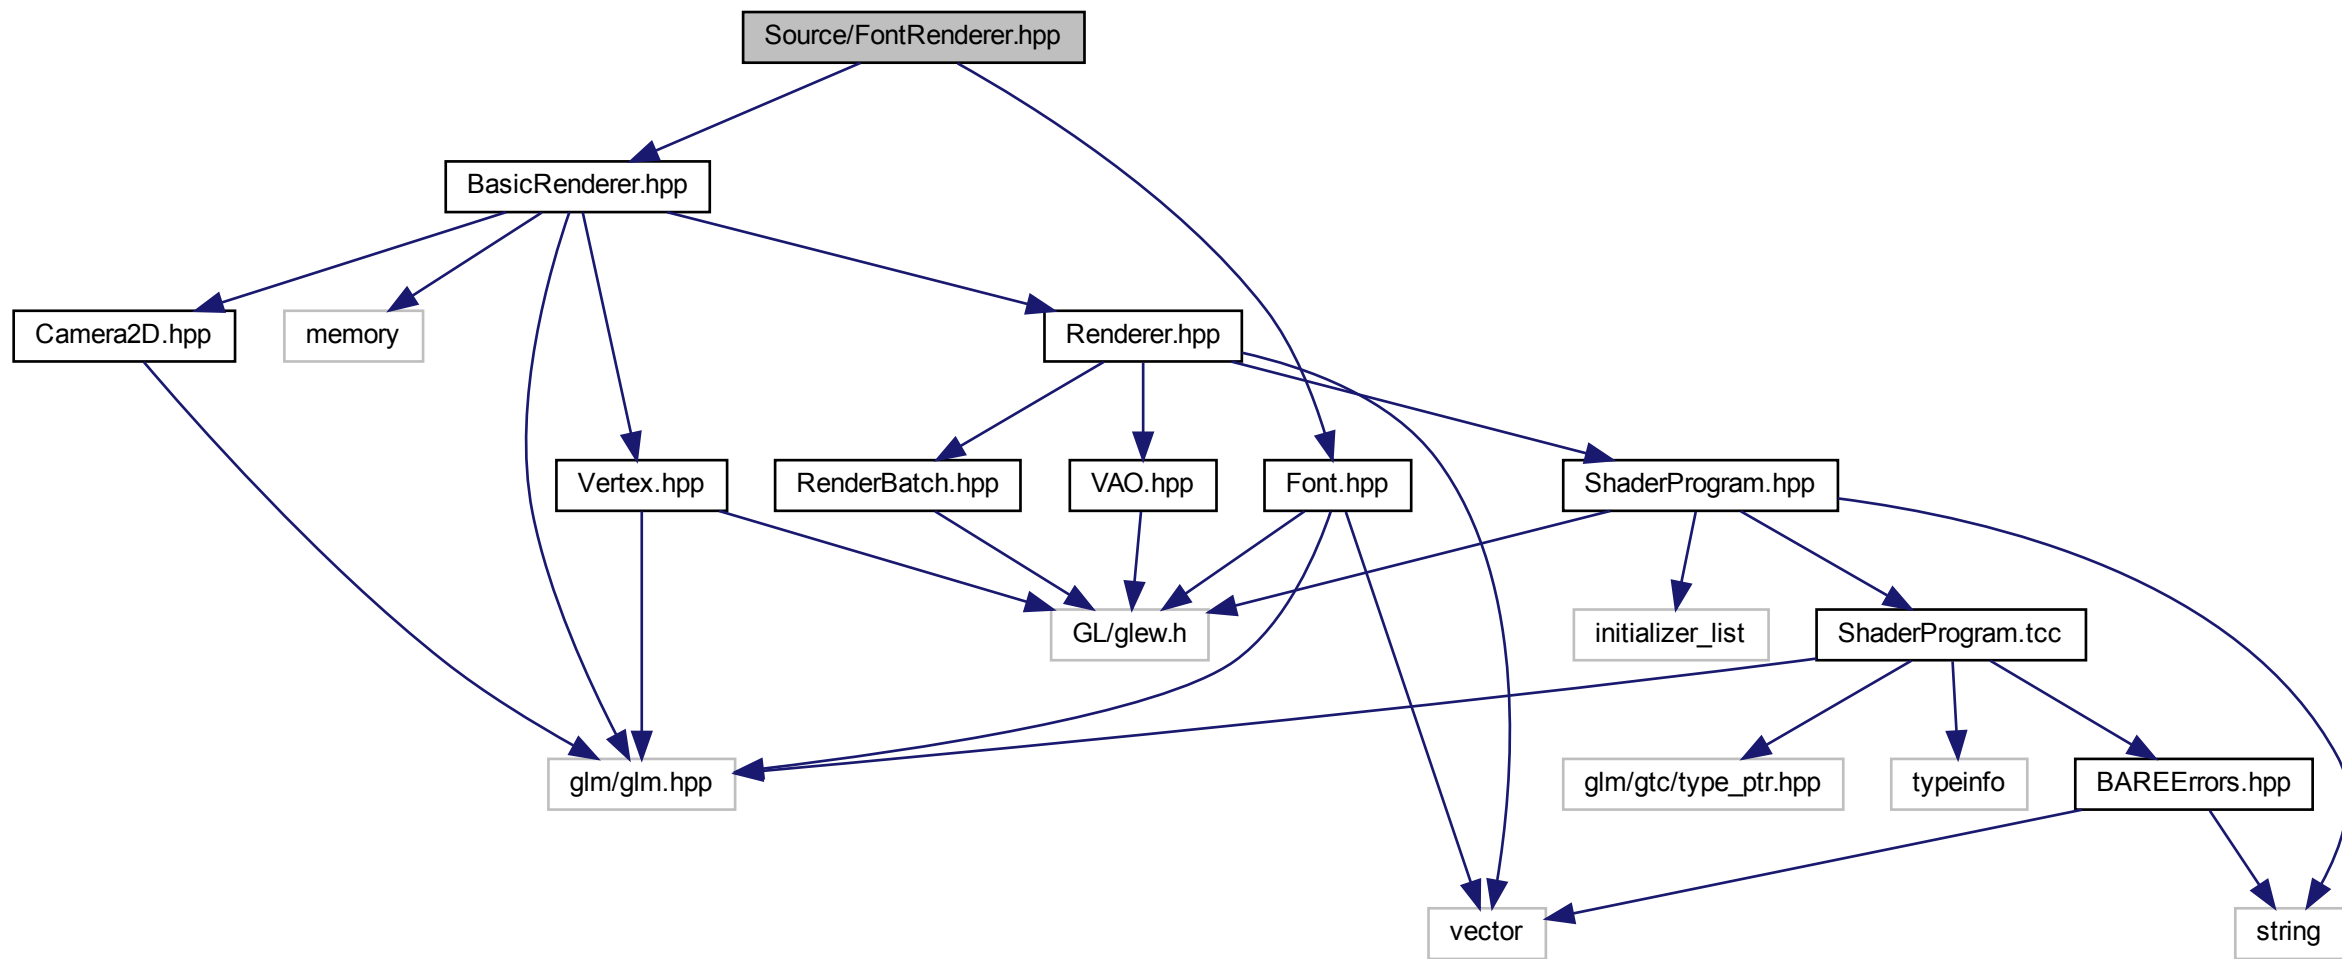 Source/FontRenderer.hpp
BasicRenderer.hpp
Camera2D.hpp
memory
Renderer.hpp
Vertex.hpp
RenderBatch.hpp
VAO.hpp
Font.hpp
ShaderProgram.hpp
GL/glew.h
initializer_list
ShaderProgram.tcc
glm/glm.hpp
glm/gtc/type_ptr.hpp
typeinfo
BAREErrors.hpp
vector
string